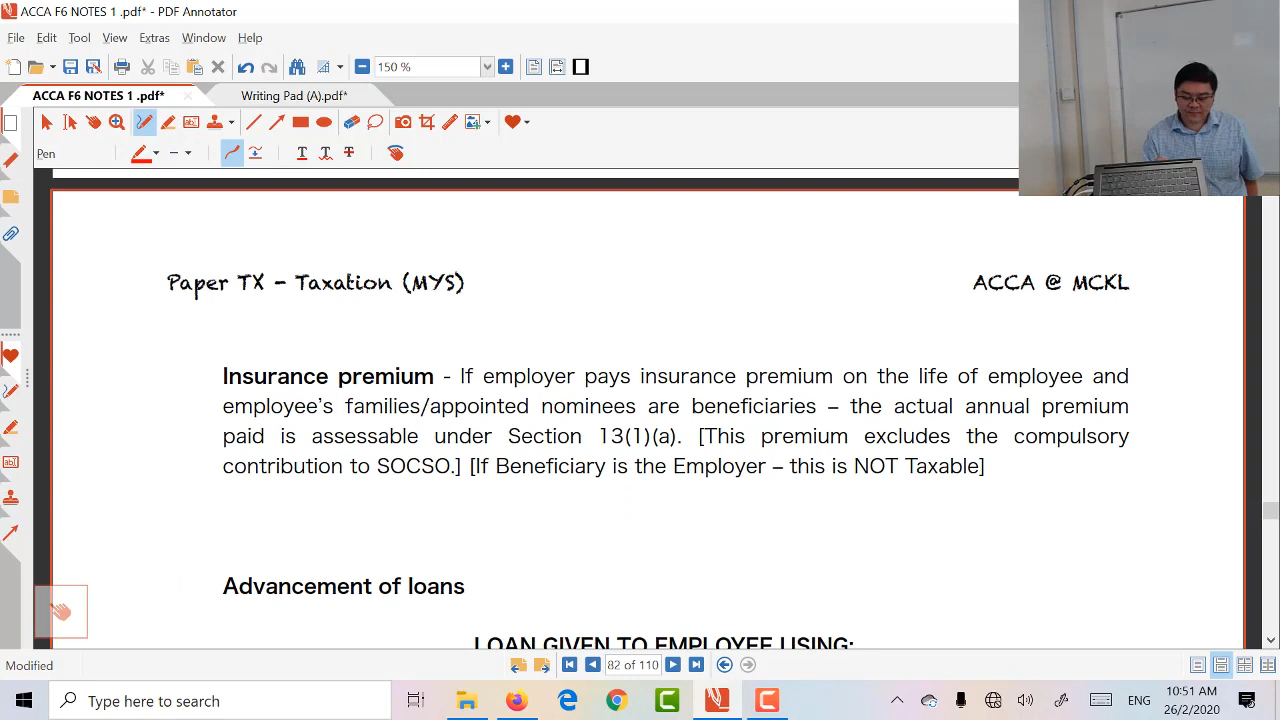 ACCA F6 NOTES 1 .pdf* - PDF Annotator
File Edit Tool View Extras Window Help
150 %
ACCA F6 NOTES 1 .pdf* Writing Pad (A).pdf*
Pen
Paper TX - Taxation (MYS) ACCA @ MCKL
Insurance premium - If employer pays insurance premium on the life of employee and
employee's families/appointed nominees are beneficiaries – the actual annual premium
paid is assessable under Section 13(1)(a). [This premium excludes the compulsory
contribution to SOCSO.] [If Beneficiary is the Employer – this is NOT Taxable]
Advancement of loans
LOAN GIVEN TO EMPLOYEE USING:
Modified 82 of 110
Type here to search ENG 10:51 AM
26/2/2020